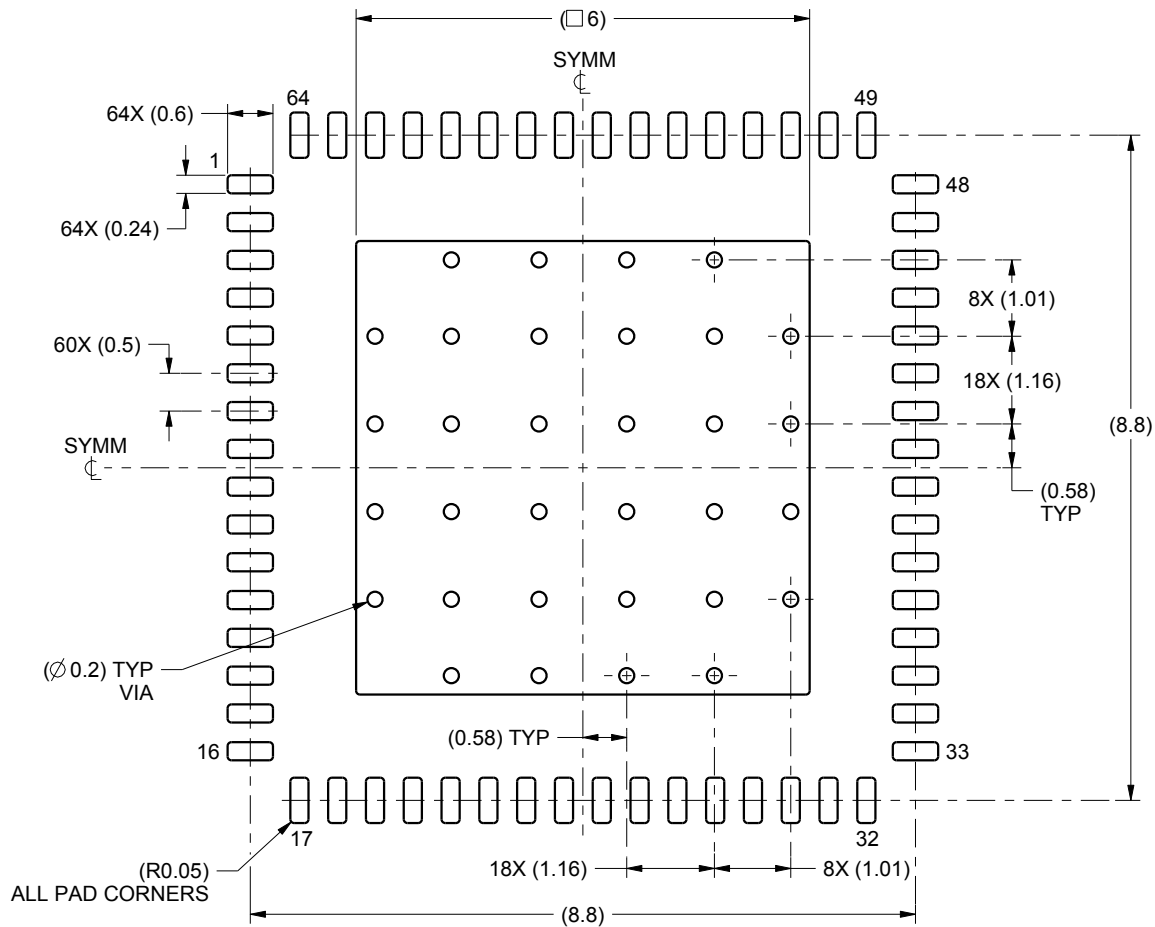 (□ 6)
SYMM
℄
64X (0.6)
64
49
1
48
64X (0.24)
8X (1.01)
60X (0.5)
18X (1.16)
(8.8)
SYMM
℄
(0.58)
TYP
(∅ 0.2) TYP
VIA
(0.58) TYP
16
33
17
32
(R0.05)
ALL PAD CORNERS
18X (1.16)
8X (1.01)
(8.8)